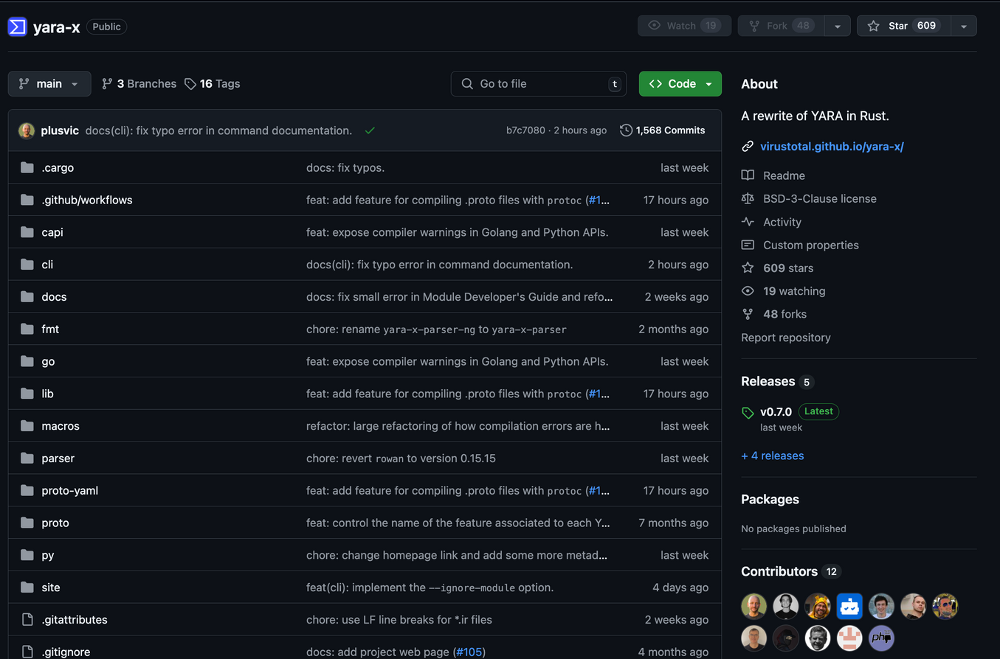 yara-x Public Watch 19 Fork 48 Star 609
main 3 Branches 16 Tags Go to file t Code
plusvic docs(cli): fix typo error in command documentation. b7c7080 · 2 hours ago 1,568 Commits
.cargo docs: fix typos. last week
.github/workflows feat: add feature for compiling .proto files with protoc (#1... 17 hours ago
capi feat: expose compiler warnings in Golang and Python APIs. last week
cli docs(cli): fix typo error in command documentation. 2 hours ago
docs docs: fix small error in Module Developer's Guide and refo... 2 weeks ago
fmt chore: rename yara-x-parser-ng to yara-x-parser 2 months ago
go feat: expose compiler warnings in Golang and Python APIs. last week
lib feat: add feature for compiling .proto files with protoc (#1... 17 hours ago
macros refactor: large refactoring of how compilation errors are h... last week
parser chore: revert rowan to version 0.15.15 last week
proto-yaml feat: add feature for compiling .proto files with protoc (#1... 17 hours ago
proto feat: control the name of the feature associated to each Y... 7 months ago
py chore: change homepage link and add some more metad... last week
site feat(cli): implement the --ignore-module option. 4 days ago
.gitattributes chore: use LF line breaks for *.ir files 2 weeks ago
.gitignore docs: add project web page (#105) 4 months ago
About
A rewrite of YARA in Rust.
virustotal.github.io/yara-x/
Readme
BSD-3-Clause license
Activity
Custom properties
609 stars
19 watching
48 forks
Report repository
Releases 5
v0.7.0 Latest
last week
+ 4 releases
Packages
No packages published
Contributors 12
php